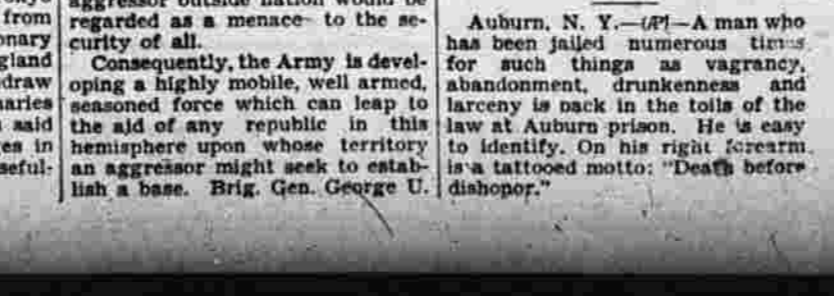 from
onary
gland
draw
naries
said
es in
seful-
aggressor outside nation would be
regarded as a menace to the se-
curity of all.
Consequently, the Army is devel-
oping a highly mobile, well armed,
seasoned force which can leap to
the aid of any republic in this
hemisphere upon whose territory
an aggressor might seek to estab-
lish a base. Brig. Gen. George U.
Auburn, N. Y.—(UP)—A man who
has been jailed numerous times
for such things as vagrancy,
abandonment, drunkenness and
larceny is back in the toils of the
law at Auburn prison. He is easy
to identify. On his right forearm
is a tattooed motto: "Death before
dishonor."